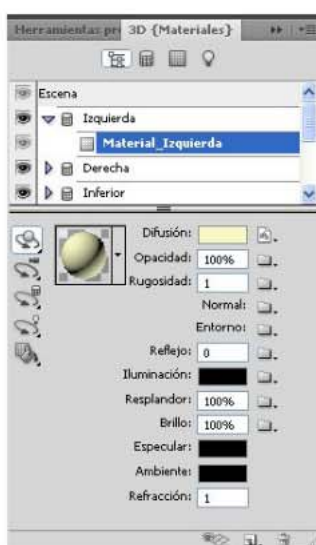 Herramientas pr 3D {Materiales}
Escena
Izquierda
Material_Izquierda
Derecha
Inferior
Difusión:
Opacidad: 100%
Rugosidad: 1
Normal:
Entorno:
Reflejo: 0
Iluminación:
Resplandor: 100%
Brillo: 100%
Especular:
Ambiente:
Refracción: 1